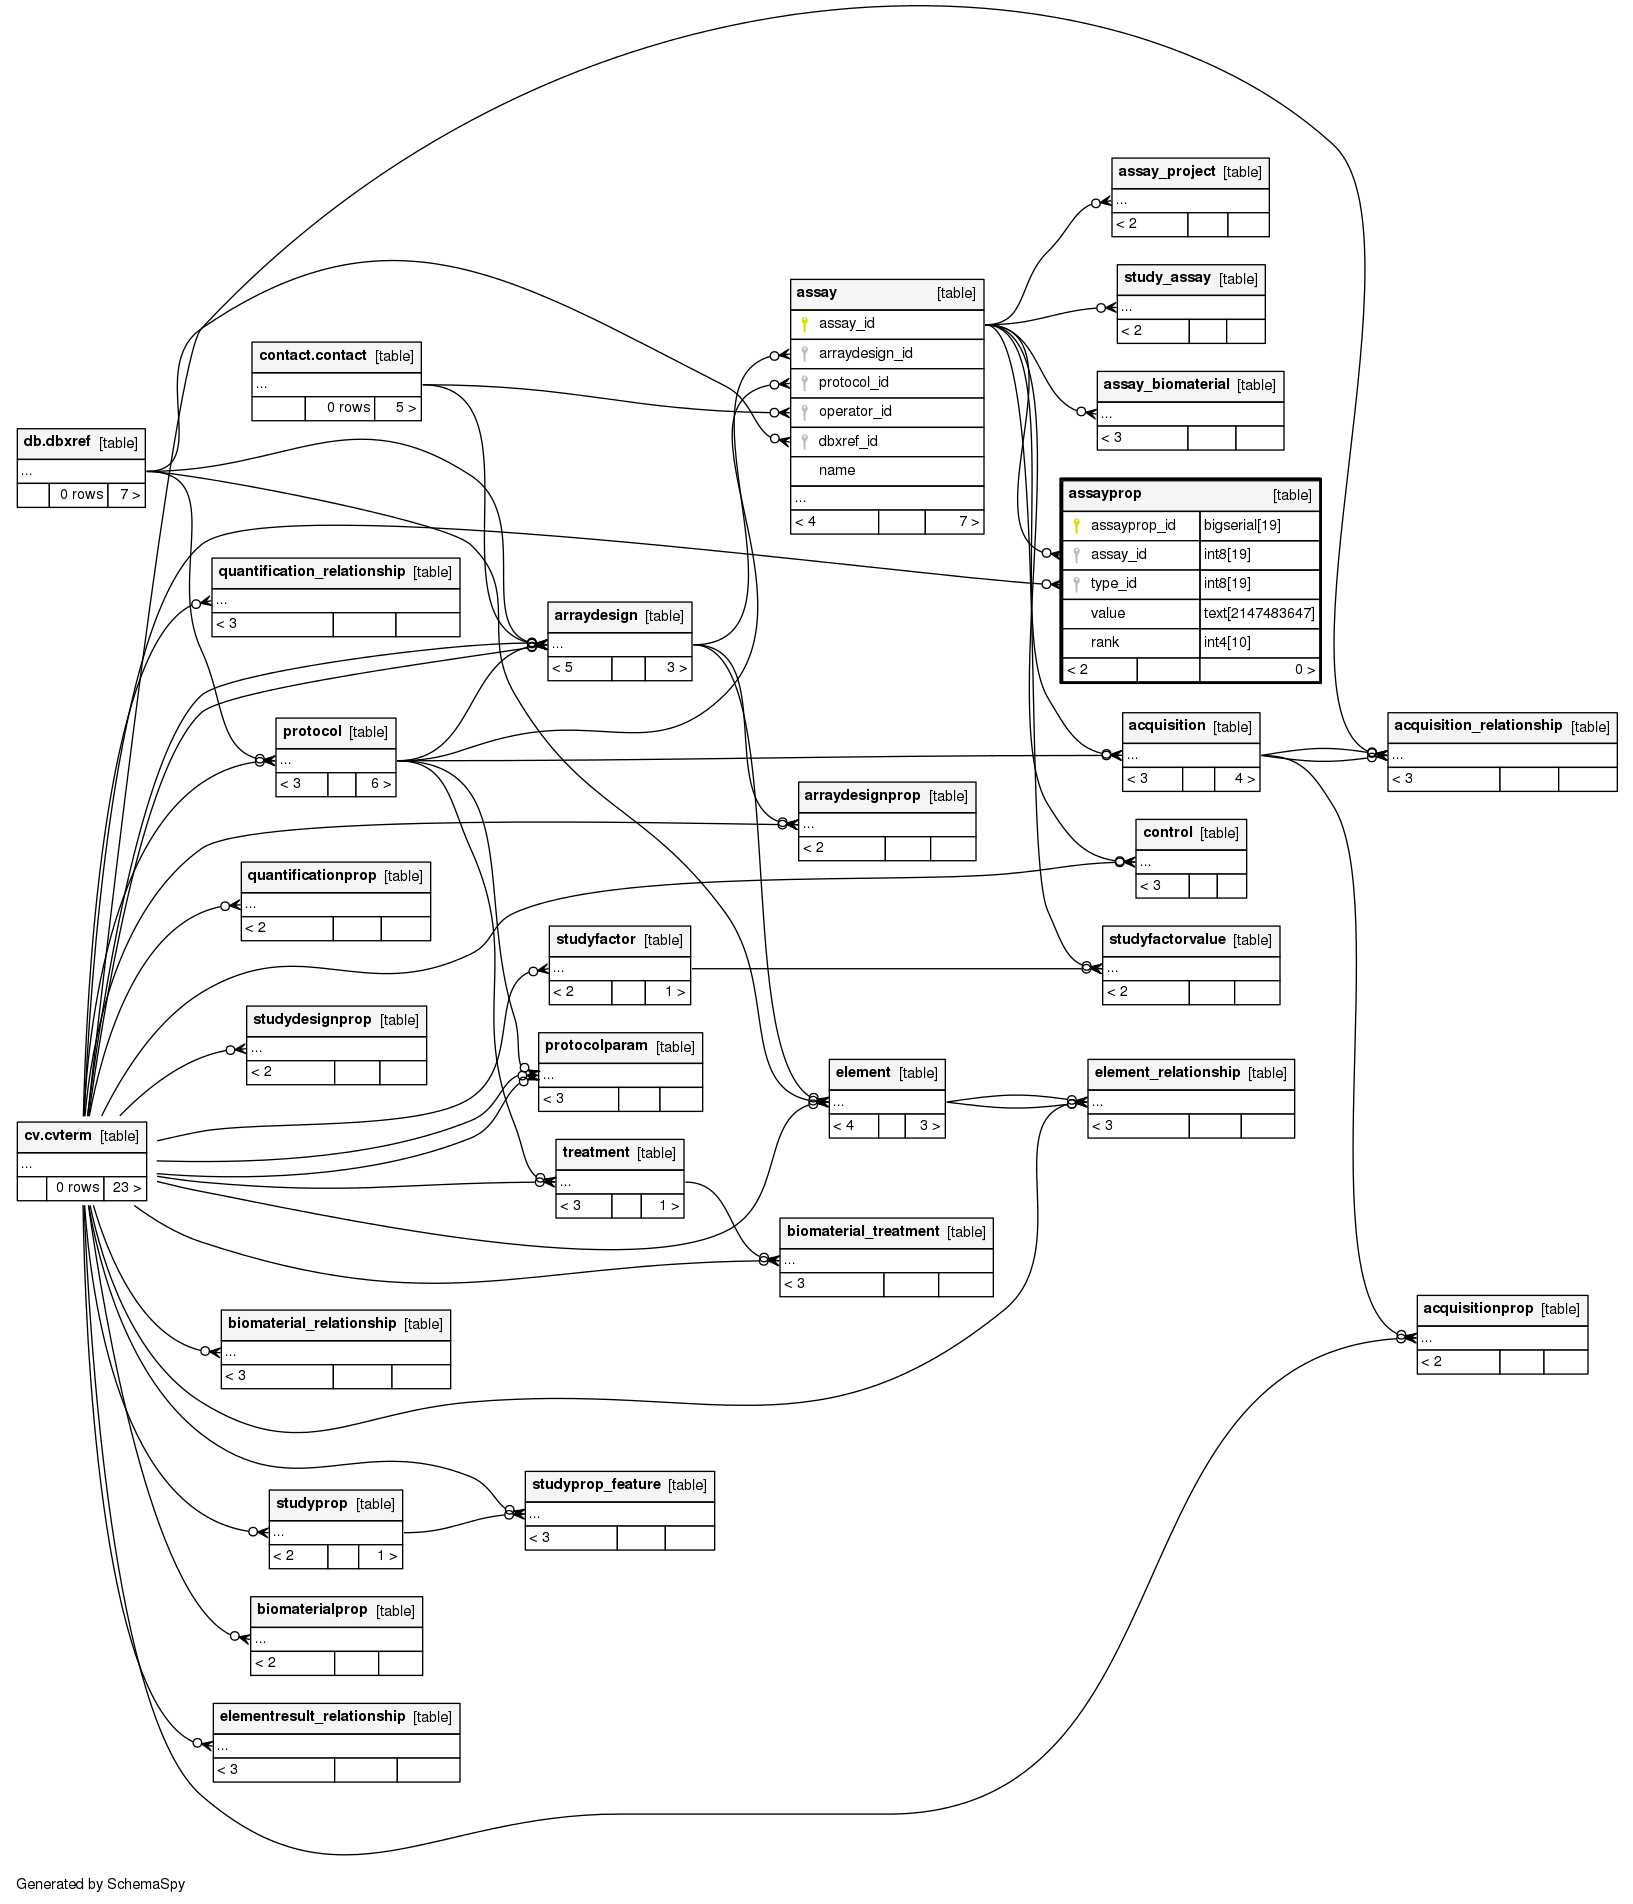 assay_project [table]
...
< 2
study_assay [table]
...
< 2
assay [table]
assay_id
arraydesign_id
protocol_id
operator_id
dbxref_id
name
...
< 4 7 >
contact.contact [table]
...
0 rows 5 >
assay_biomaterial [table]
...
< 3
db.dbxref [table]
...
0 rows 7 >
assayprop [table]
assayprop_id bigserial[19]
assay_id int8[19]
type_id int8[19]
value text[2147483647]
rank int4[10]
< 2 0 >
quantification_relationship [table]
...
< 3
arraydesign [table]
...
< 5 3 >
protocol [table]
...
< 3 6 >
acquisition [table]
...
< 3 4 >
acquisition_relationship [table]
...
< 3
arraydesignprop [table]
...
< 2
control [table]
...
< 3
quantificationprop [table]
...
< 2
studyfactor [table]
...
< 2 1 >
studyfactorvalue [table]
...
< 2
studydesignprop [table]
...
< 2
protocolparam [table]
...
< 3
element [table]
...
< 4 3 >
element_relationship [table]
...
< 3
cv.cvterm [table]
...
0 rows 23 >
treatment [table]
...
< 3 1 >
biomaterial_treatment [table]
...
< 3
biomaterial_relationship [table]
...
< 3
acquisitionprop [table]
...
< 2
studyprop_feature [table]
...
< 3
studyprop [table]
...
< 2 1 >
biomaterialprop [table]
...
< 2
elementresult_relationship [table]
...
< 3
Generated by SchemaSpy